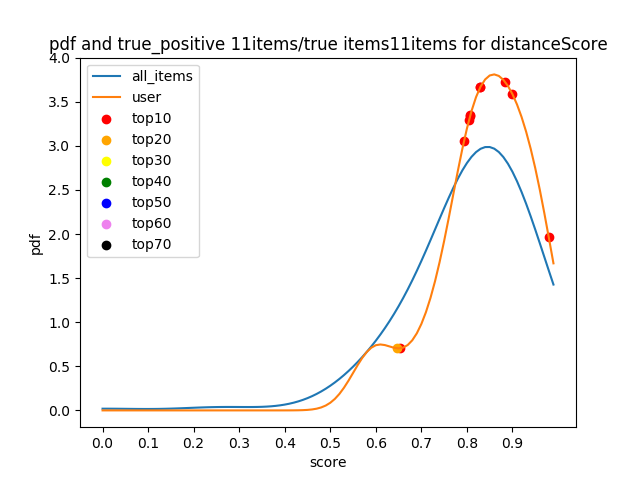 pdf and true_positive 11items/true items11items for distanceScore
4.0
3.5
3.0
2.5
2.0
1.5
1.0
0.5
0.0
pdf
all_items
user
top10
top20
top30
top40
top50
top60
top70
0.0 0.1 0.2 0.3 0.4 0.5 0.6 0.7 0.8 0.9
score